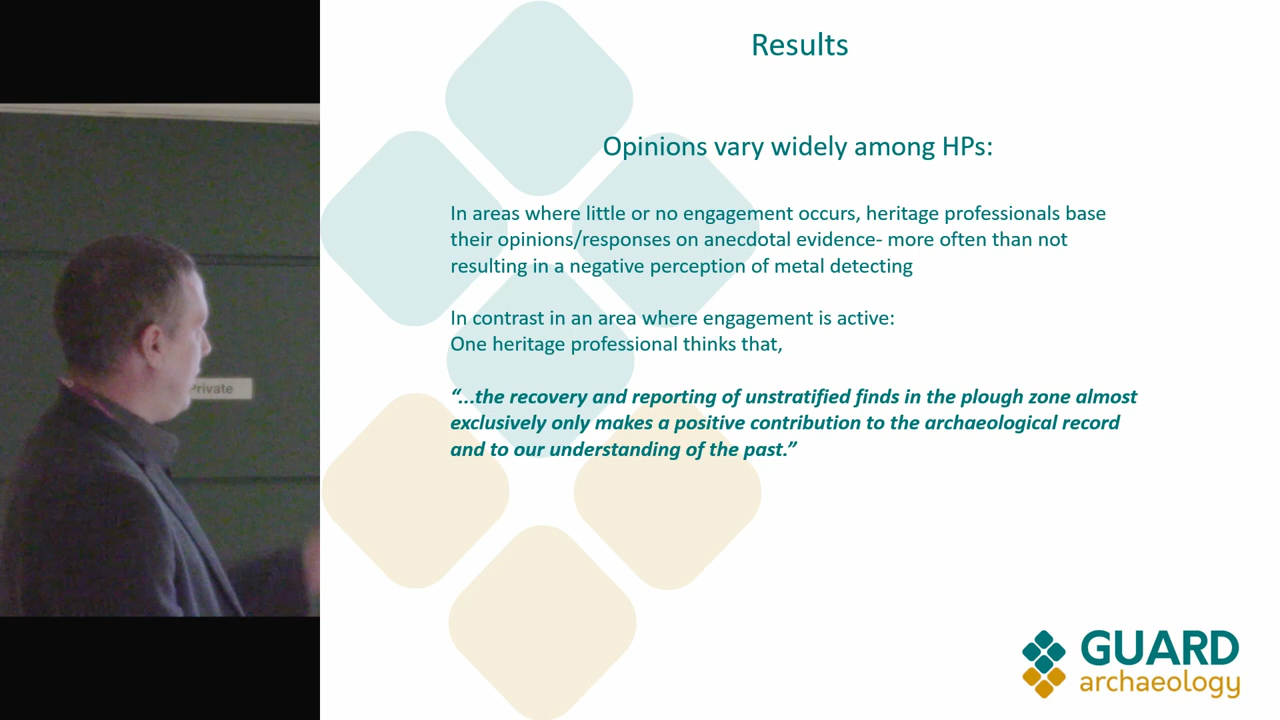 Results
Opinions vary widely among HPs:
In areas where little or no engagement occurs, heritage professionals base
their opinions/responses on anecdotal evidence- more often than not
resulting in a negative perception of metal detecting
In contrast in an area where engagement is active:
One heritage professional thinks that,
“...the recovery and reporting of unstratified finds in the plough zone almost
exclusively only makes a positive contribution to the archaeological record
and to our understanding of the past.”
Private
GUARD
archaeology